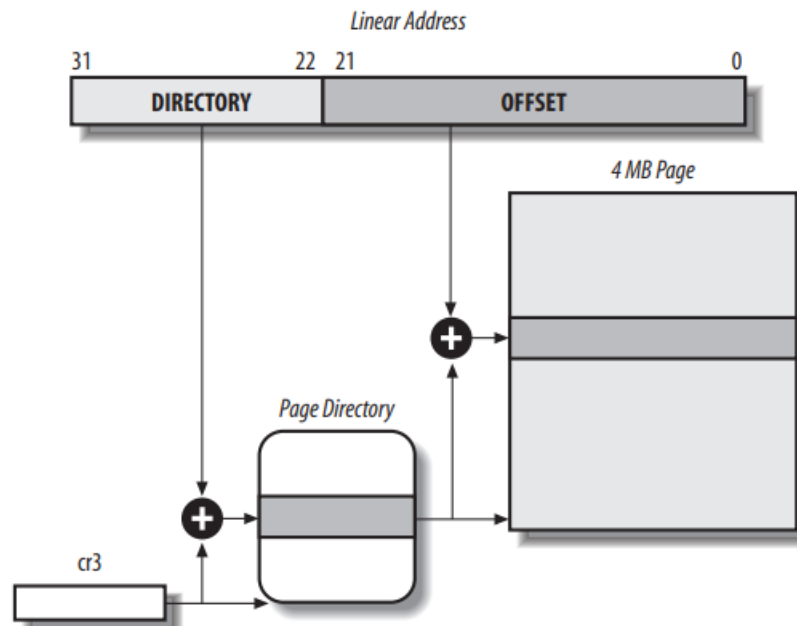 Linear Address
31 22 21 0
DIRECTORY OFFSET
4 MB Page
+
Page Directory
+
cr3